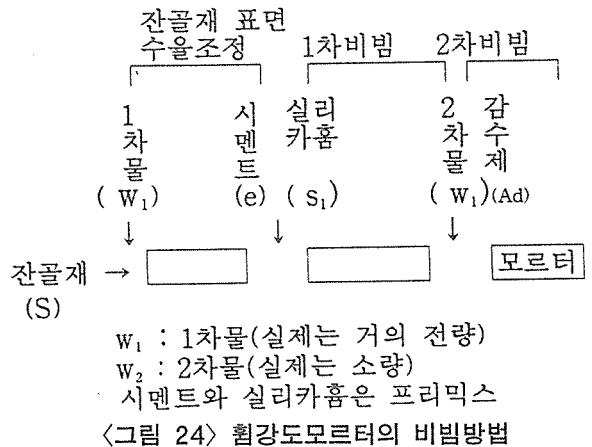 잔골재 표면
수율조정 1차비빔 2차비빔
1차물 시멘트 실리카흄 2차물 감수제
( W₁ ) (e) ( s₁ ) ( W₁ )(Ad)
↓ ↓ ↓
잔골재 → 모르터
(S)
w₁ : 1차물(실제는 거의 전량)
w₂ : 2차물(실제는 소량)
시멘트와 실리카흄은 프리믹스
〈그림 24〉 휨강도모르터의 비빔방법